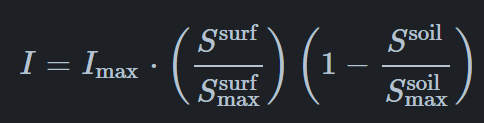 I = I_max · (S^surf / S^surf_max) (1 − S^soil / S^soil_max)